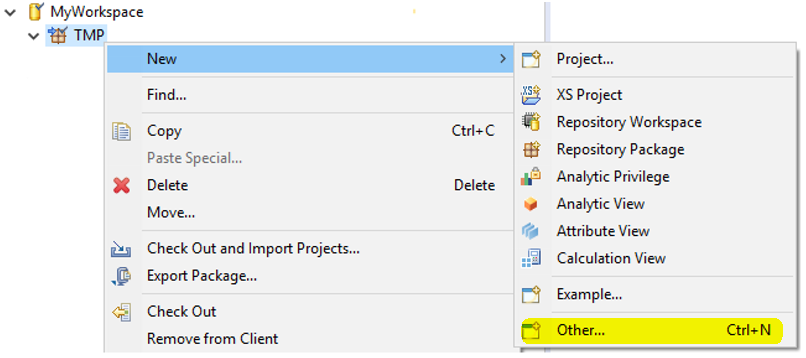 MyWorkspace
TMP
New
Find...
Copy Ctrl+C
Paste Special...
Delete Delete
Move...
Check Out and Import Projects...
Export Package...
Check Out
Remove from Client
Project...
XS XS Project
Repository Workspace
Repository Package
Analytic Privilege
Analytic View
Attribute View
Calculation View
Example...
Other... Ctrl+N